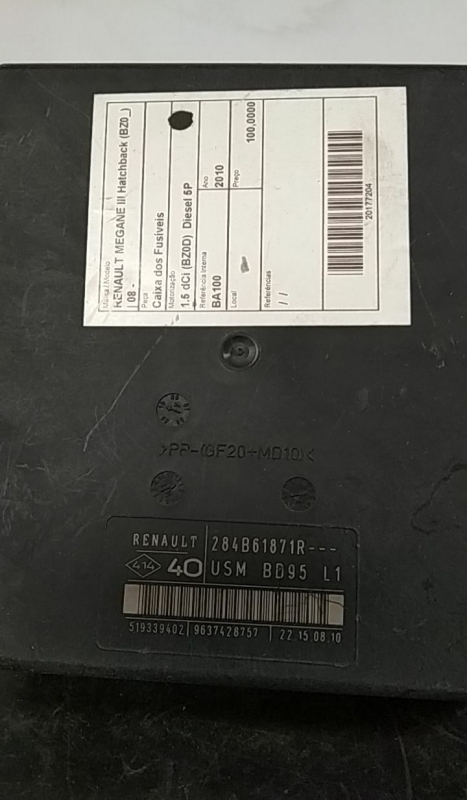 Marca / Modelo
RENAULT MEGANE III Hatchback (BZ0_)
| 08 -
Peça
Caixa dos Fusíveis
Motorização
1.5 dCi (BZ0D) Diesel 5P
Referência Interna
BA100
Ano
2010
Local
Preço
100,0000
Referências
/ /
20177204
>PP-(GF20+MD10)<
RENAULT 284B61871R---
414 40 USM BD95 L1
519339402 9637428757 22 15.08.10